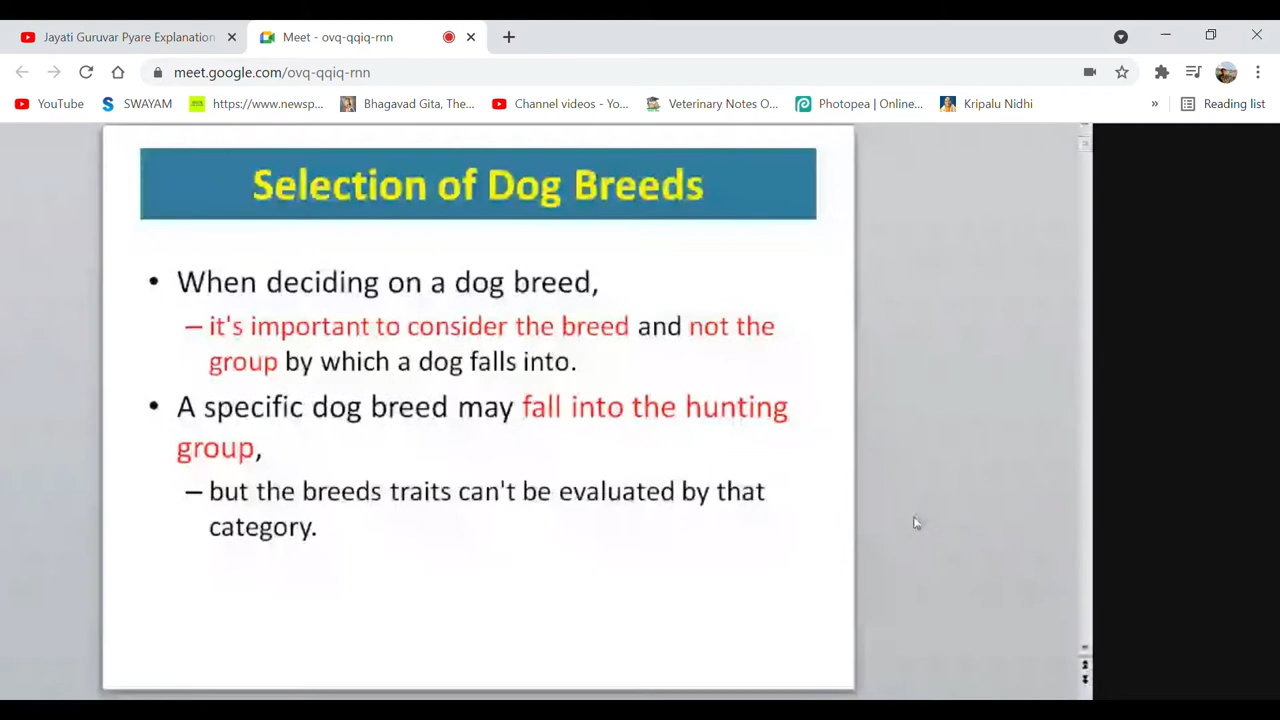 Jayati Guruvar Pyare Explanation
Meet - ovq-qqiq-rnn
meet.google.com/ovq-qqiq-rnn
YouTube
SWAYAM
https://www.newsp...
Bhagavad Gita, The...
Channel videos - Yo...
Veterinary Notes O...
Photopea | Online...
Kripalu Nidhi
»
Reading list
Selection of Dog Breeds
• When deciding on a dog breed,
– it's important to consider the breed and not the
group by which a dog falls into.
• A specific dog breed may fall into the hunting
group,
– but the breeds traits can't be evaluated by that
category.